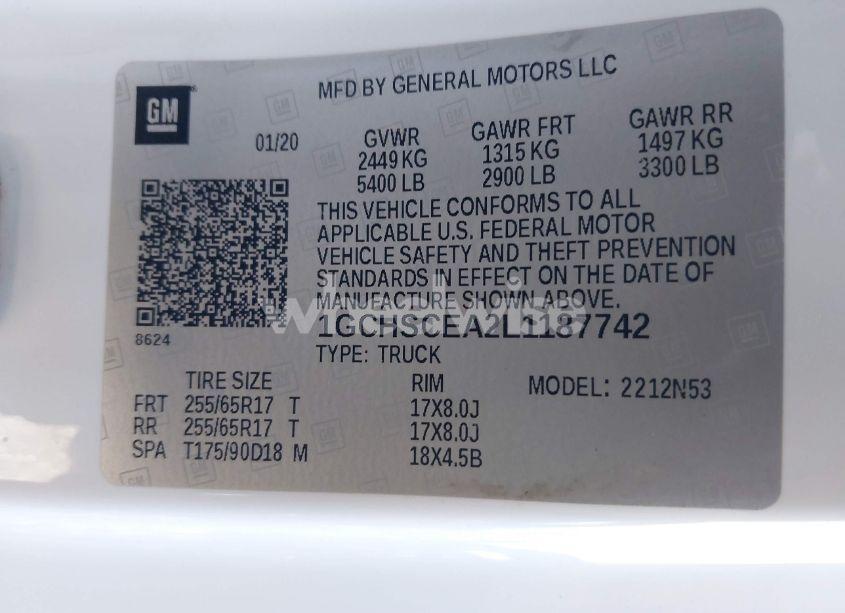 MFD BY GENERAL MOTORS LLC
GM
01/20
GVWR GAWR FRT GAWR RR
2449 KG 1315 KG 1497 KG
5400 LB 2900 LB 3300 LB
THIS VEHICLE CONFORMS TO ALL
APPLICABLE U.S. FEDERAL MOTOR
VEHICLE SAFETY AND THEFT PREVENTION
STANDARDS IN EFFECT ON THE DATE OF
MANUFACTURE SHOWN ABOVE.
wheelwise
1GCHSCEA2L1187742
8624
TYPE: TRUCK
TIRE SIZE RIM MODEL: 2212N53
FRT 255/65R17 T 17X8.0J
RR 255/65R17 T 17X8.0J
SPA T175/90D18 M 18X4.5B